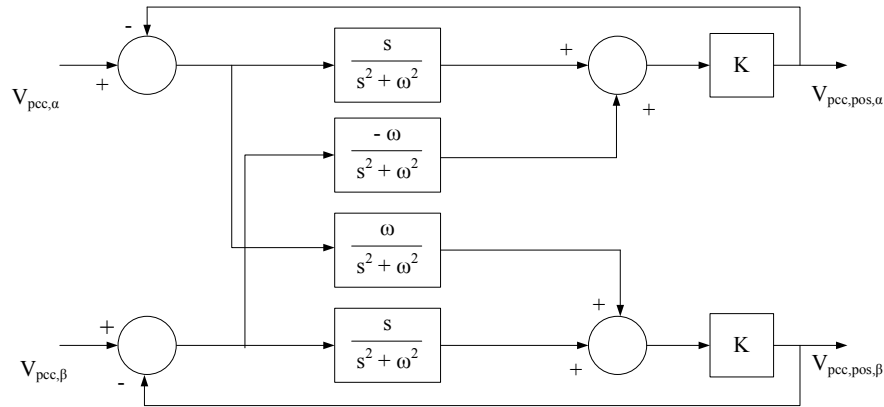 -
s
s² + ω²
+
K
+
V_pcc,α
+
V_pcc,pos,α
- ω
s² + ω²
ω
s² + ω²
+
+
s
s² + ω²
K
V_pcc,β
-
+
V_pcc,pos,β